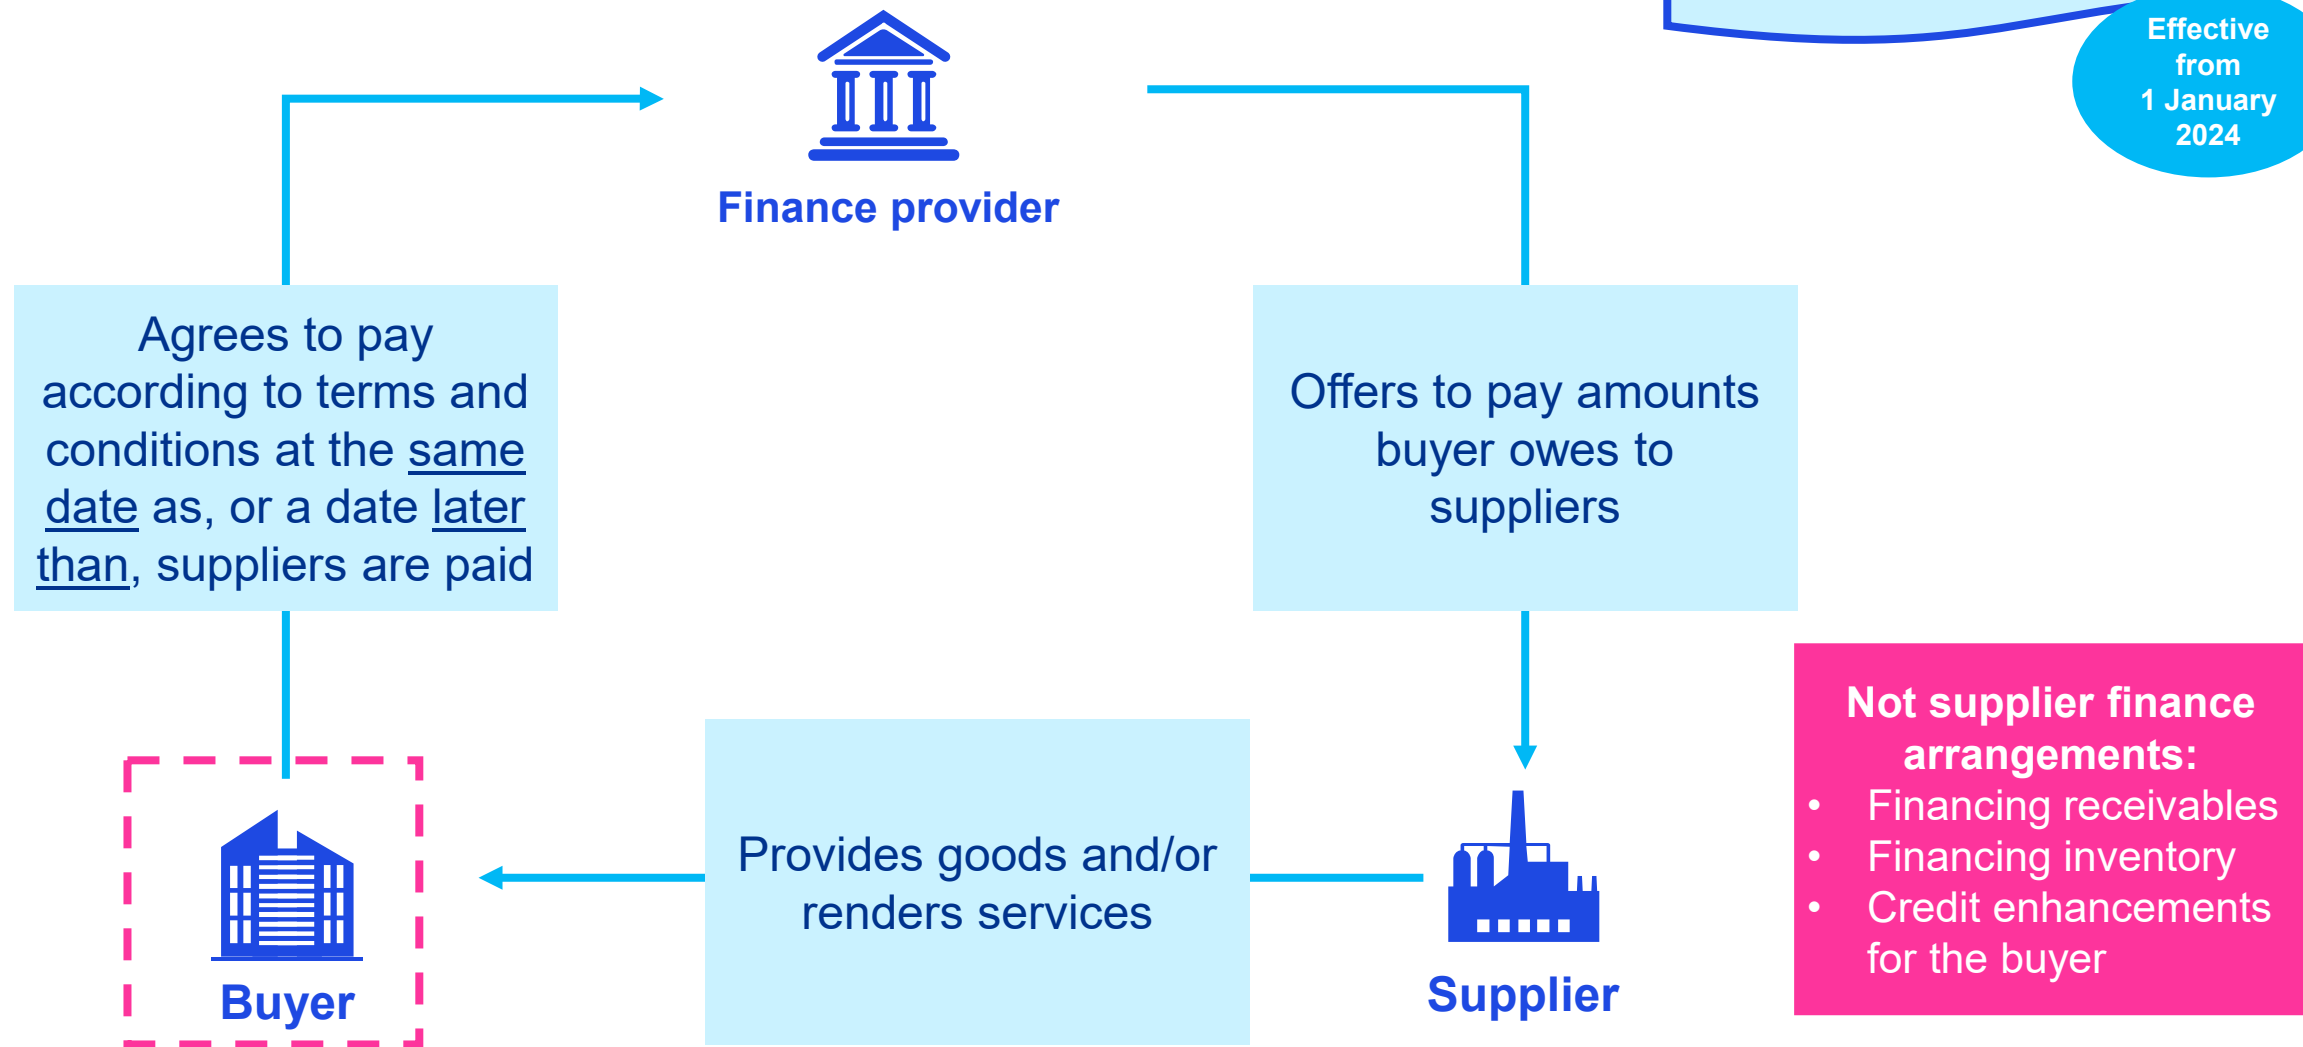 Effective
from
1 January
2024
Finance provider
Agrees to pay
according to terms and
conditions at the same
date as, or a date later
than, suppliers are paid
Offers to pay amounts
buyer owes to
suppliers
Not supplier finance
arrangements:
• Financing receivables
• Financing inventory
• Credit enhancements
for the buyer
Provides goods and/or
renders services
Buyer
Supplier